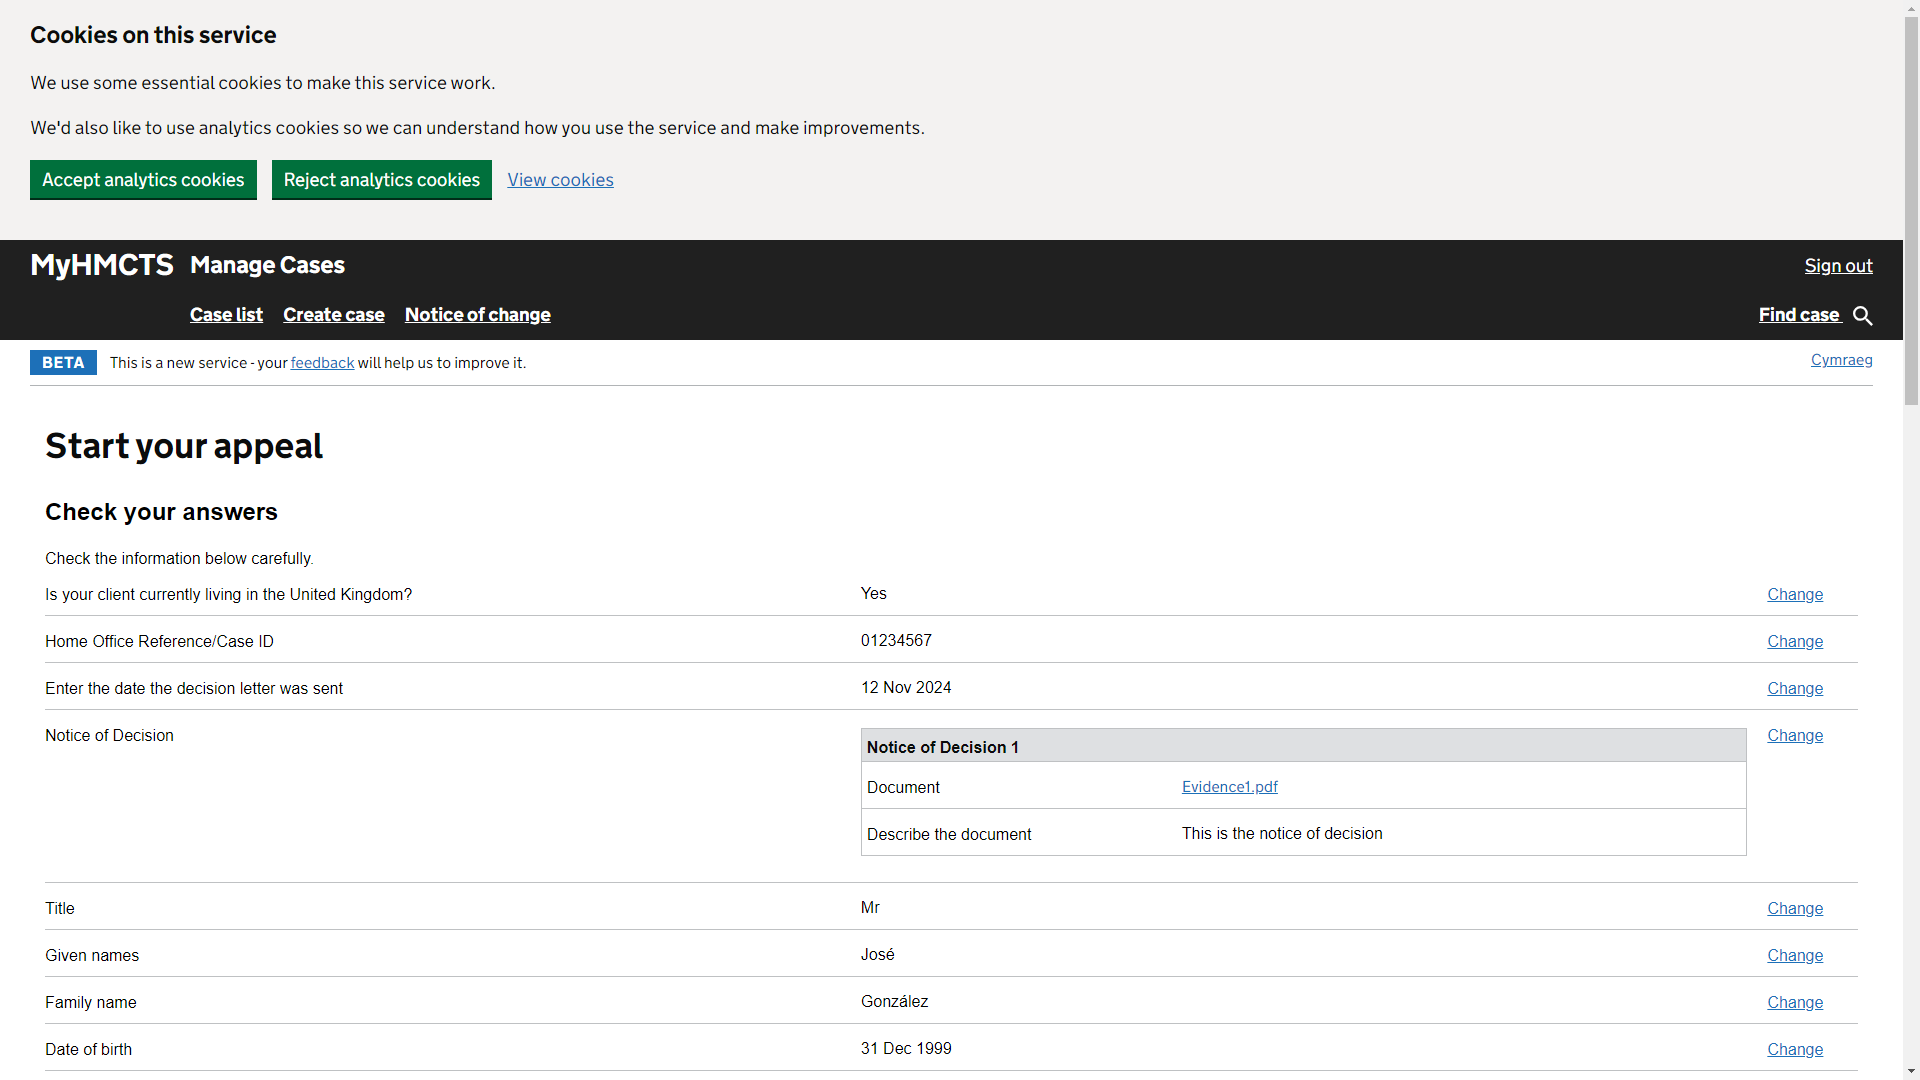 Cookies on this service
We use some essential cookies to make this service work.
We'd also like to use analytics cookies so we can understand how you use the service and make improvements.
Accept analytics cookies Reject analytics cookies View cookies
MyHMCTS Manage Cases Sign out
Case list Create case Notice of change Find case
BETA This is a new service - your feedback will help us to improve it. Cymraeg
Start your appeal
Check your answers
Check the information below carefully.
Is your client currently living in the United Kingdom? Yes Change
Home Office Reference/Case ID 01234567 Change
Enter the date the decision letter was sent 12 Nov 2024 Change
Notice of Decision Notice of Decision 1 Change
Document Evidence1.pdf
Describe the document This is the notice of decision
Title Mr Change
Given names José Change
Family name González Change
Date of birth 31 Dec 1999 Change